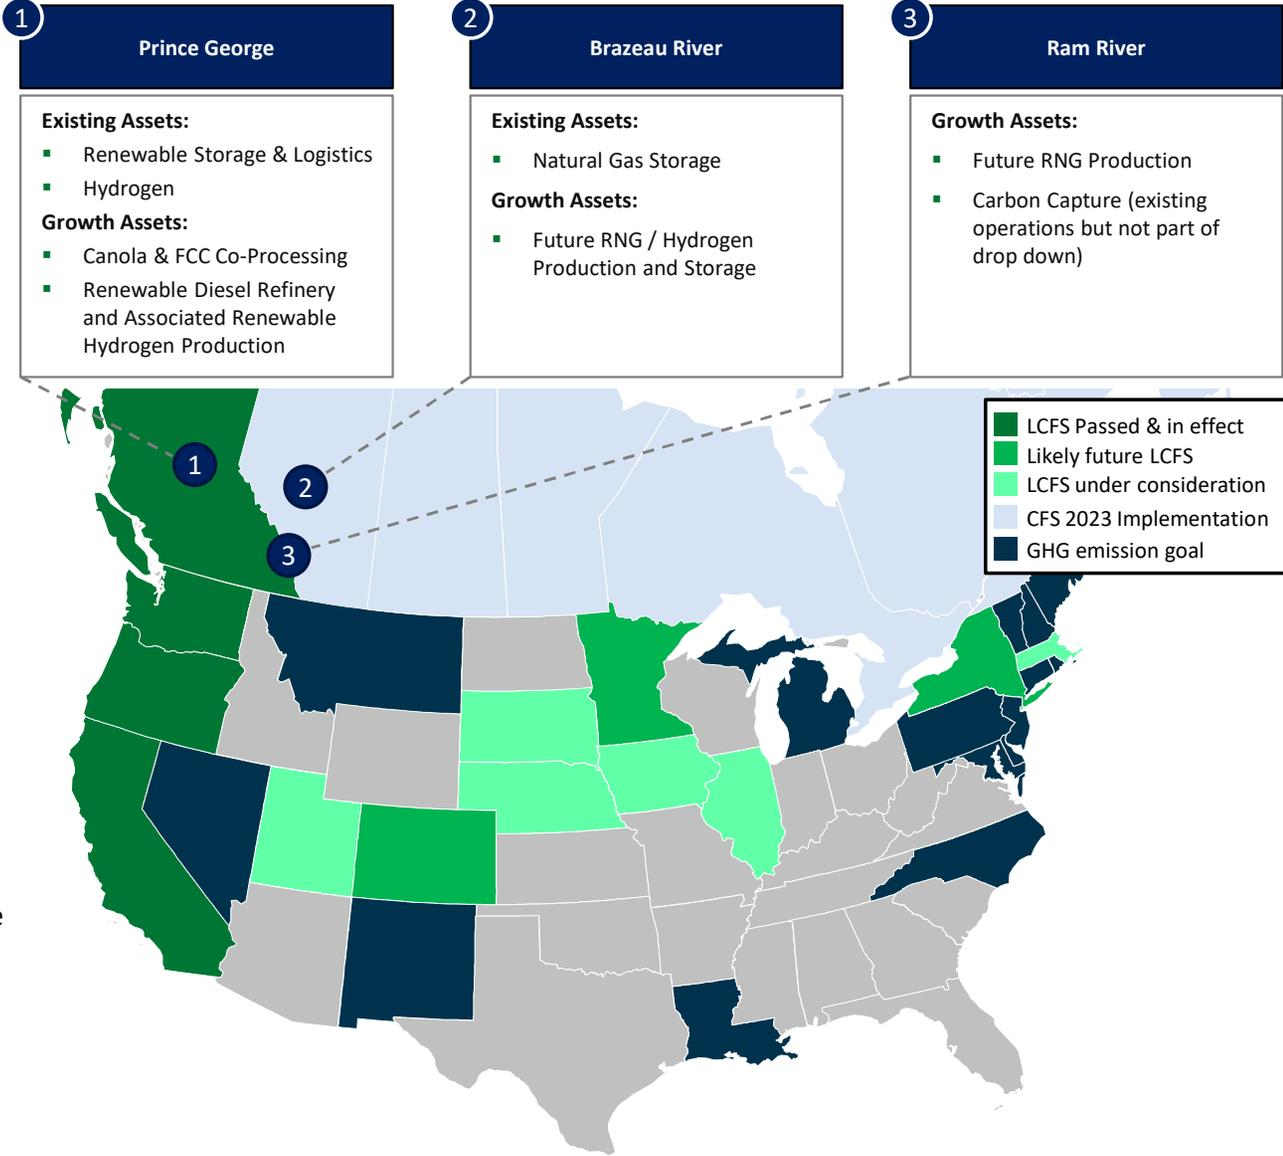 1
Prince George
Existing Assets:
▪ Renewable Storage & Logistics
▪ Hydrogen
Growth Assets:
▪ Canola & FCC Co-Processing
▪ Renewable Diesel Refinery
and Associated Renewable
Hydrogen Production
2
Brazeau River
Existing Assets:
▪ Natural Gas Storage
Growth Assets:
▪ Future RNG / Hydrogen
Production and Storage
3
Ram River
Growth Assets:
▪ Future RNG Production
▪ Carbon Capture (existing
operations but not part of
drop down)
LCFS Passed & in effect
Likely future LCFS
LCFS under consideration
CFS 2023 Implementation
GHG emission goal
1
2
3
e